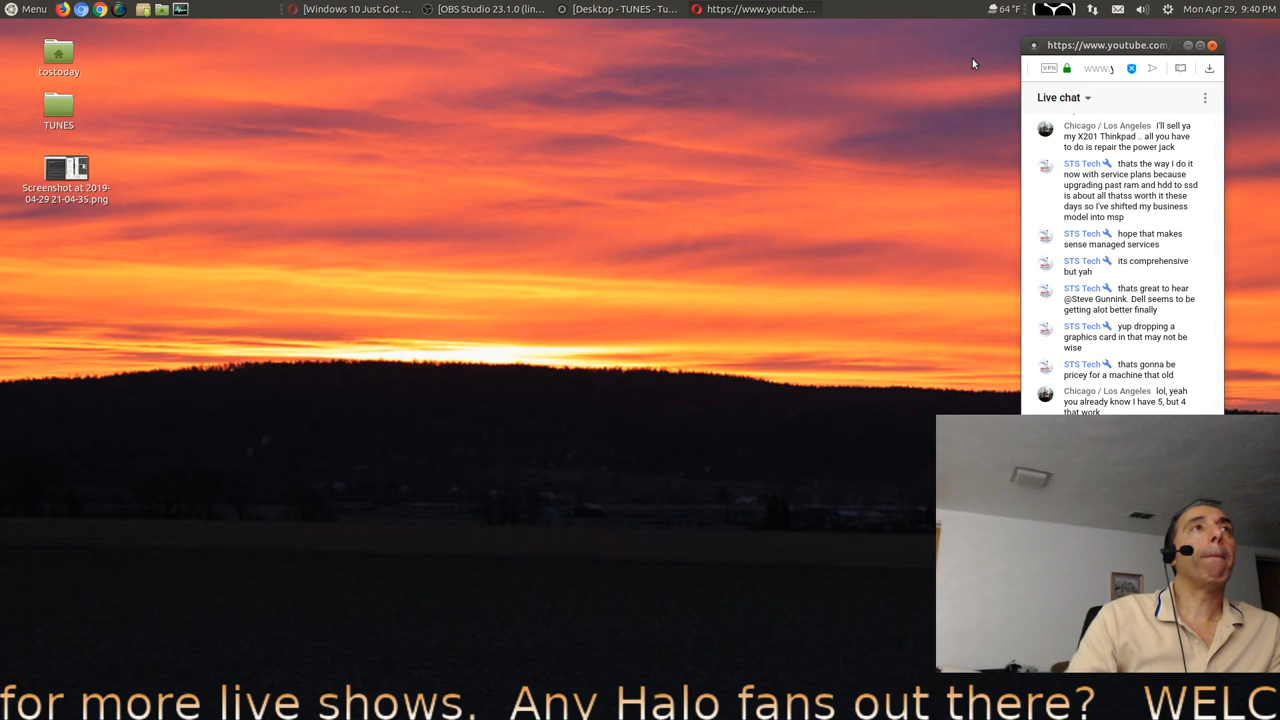 Menu [Windows 10 Just Got ... [OBS Studio 23.1.0 (lin... [Desktop - TUNES - Tu... https://www.youtube.... 64 °F Mon Apr 29, 9:40 PM
tostoday
TUNES
Screenshot at 2019-
04-29 21-04-35.png
https://www.youtube.com/
VPN www.y
Live chat
Chicago / Los Angeles I'll sell ya
my X201 Thinkpad .. all you have
to do is repair the power jack
STS Tech thats the way I do it
now with service plans because
upgrading past ram and hdd to ssd
is about all thatss worth it these
days so I've shifted my business
model into msp
STS Tech hope that makes
sense managed services
STS Tech its comprehensive
but yah
STS Tech thats great to hear
@Steve Gunnink. Dell seems to be
getting alot better finally
STS Tech yup dropping a
graphics card in that may not be
wise
STS Tech thats gonna be
pricey for a machine that old
Chicago / Los Angeles lol, yeah
you already know I have 5, but 4
that work
for more live shows. Any Halo fans out there? WELC